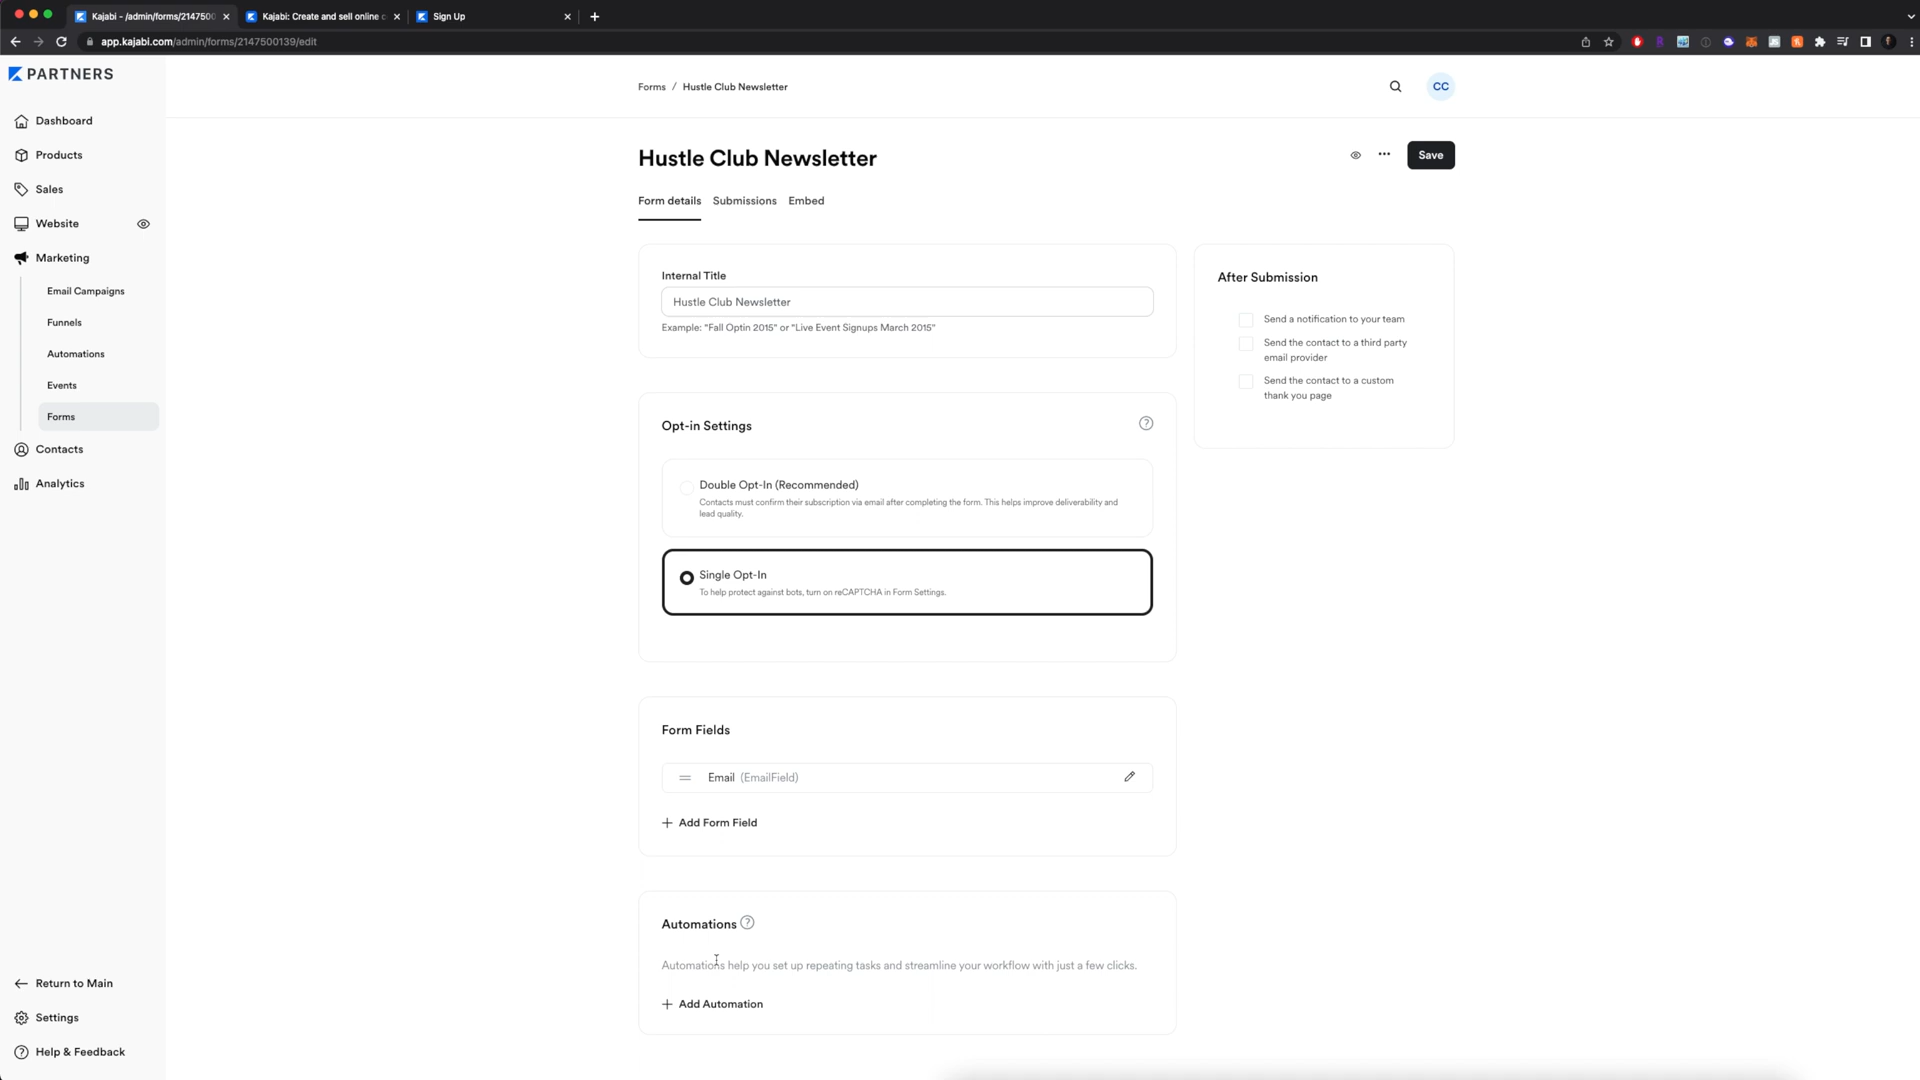 Kajabi - /admin/forms/2147500
Kajabi: Create and sell online c
Sign Up
app.kajabi.com/admin/forms/2147500139/edit
PARTNERS
Forms / Hustle Club Newsletter
CC
Dashboard
Products
Sales
Website
Marketing
Email Campaigns
Funnels
Automations
Events
Forms
Contacts
Analytics
Return to Main
Settings
Help & Feedback
Hustle Club Newsletter
Save
Form details
Submissions
Embed
Internal Title
Hustle Club Newsletter
Example: "Fall Optin 2015" or "Live Event Signups March 2015"
Opt-in Settings
Double Opt-In (Recommended)
Contacts must confirm their subscription via email after completing the form. This helps improve deliverability and
lead quality.
Single Opt-In
To help protect against bots, turn on reCAPTCHA in Form Settings.
Form Fields
Email (EmailField)
Add Form Field
Automations
Automations help you set up repeating tasks and streamline your workflow with just a few clicks.
Add Automation
After Submission
Send a notification to your team
Send the contact to a third party
email provider
Send the contact to a custom
thank you page